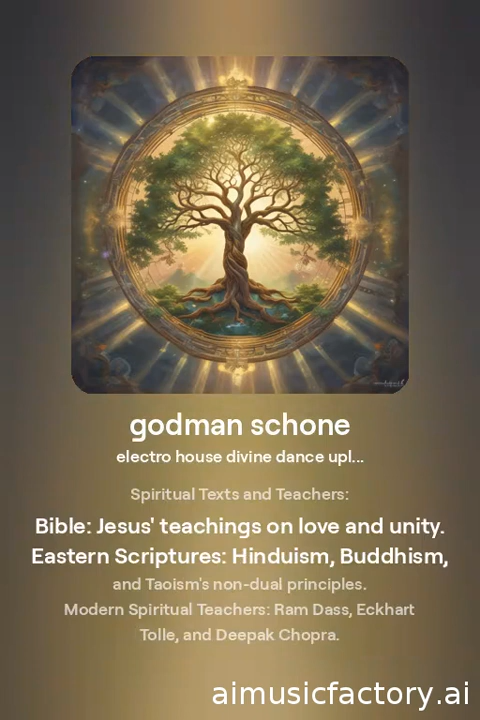 godman schone
electro house divine dance upl...
Spiritual Texts and Teachers:
Bible: Jesus' teachings on love and unity.
Eastern Scriptures: Hinduism, Buddhism,
and Taoism's non-dual principles.
Modern Spiritual Teachers: Ram Dass, Eckhart
Tolle, and Deepak Chopra.
aimusicfactory.ai